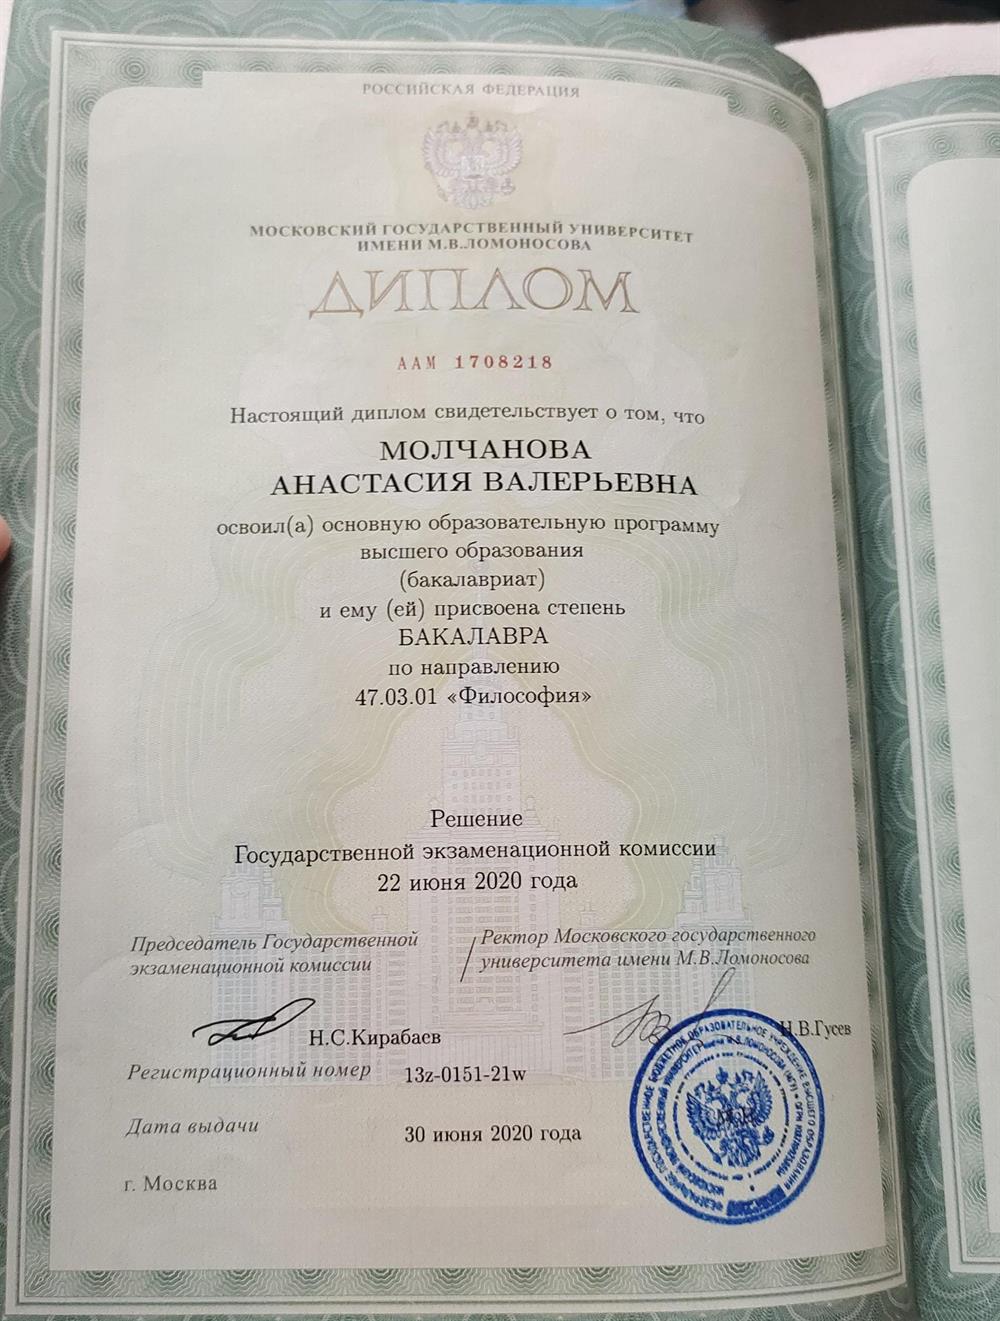 РОССИЙСКАЯ ФЕДЕРАЦИЯ
МОСКОВСКИЙ ГОСУДАРСТВЕННЫЙ УНИВЕРСИТЕТ
ИМЕНИ М.В.ЛОМОНОСОВА
ДИПЛОМ
ААМ 1708218
Настоящий диплом свидетельствует о том, что
МОЛЧАНОВА
АНАСТАСИЯ ВАЛЕРЬЕВНА
освоил(а) основную образовательную программу
высшего образования
(бакалавриат)
и ему (ей) присвоена степень
БАКАЛАВРА
по направлению
47.03.01 «Философия»
Решение
Государственной экзаменационной комиссии
22 июня 2020 года
Председатель Государственной
экзаменационной комиссии
Ректор Московского государственного
университета имени М.В.Ломоносова
Н.С.Кирабаев
Н.В.Гусев
Регистрационный номер 13z-0151-21w
Дата выдачи 30 июня 2020 года
г. Москва